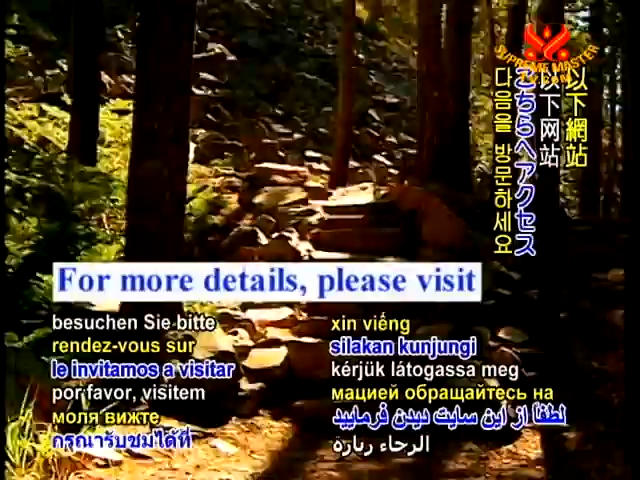 SUPREME MASTER
以下網站
以下网站
こちらへアクセス
다음을 방문하세요
For more details, please visit
besuchen Sie bitte
rendez-vous sur
le invitamos a visitar
por favor, visitem
моля вижте
กรุณารับชมได้ที่
xin viếng
silakan kunjungi
kérjük látogassa meg
мацией обращайтесь на
لطفا از این سایت دیدن فرمایید
الرجاء زيارة